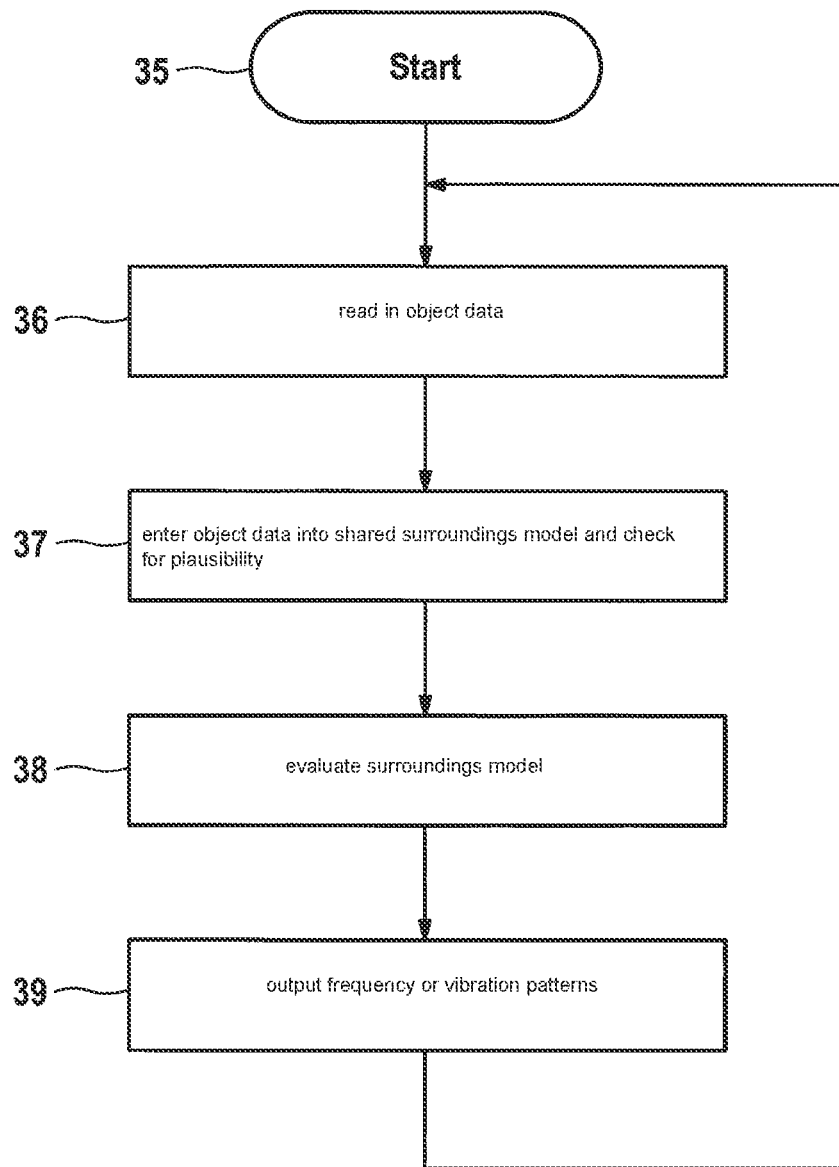 35
Start
36
read in object data
37
enter object data into shared surroundings model and check
for plausibility
38
evaluate surroundings model
39
output frequency or vibration patterns